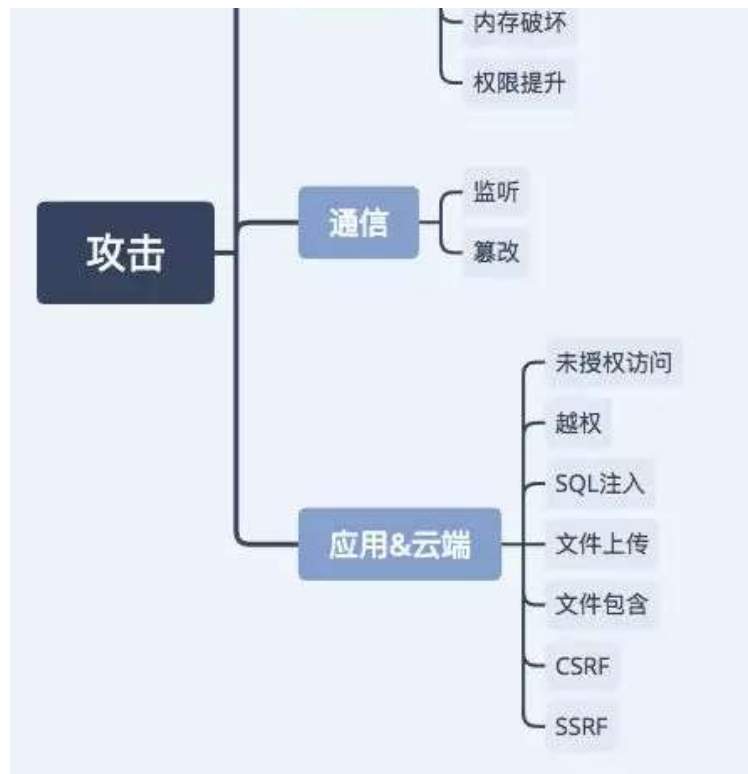 内存破坏
权限提升
攻击
通信
监听
篡改
应用&云端
未授权访问
越权
SQL注入
文件上传
文件包含
CSRF
SSRF